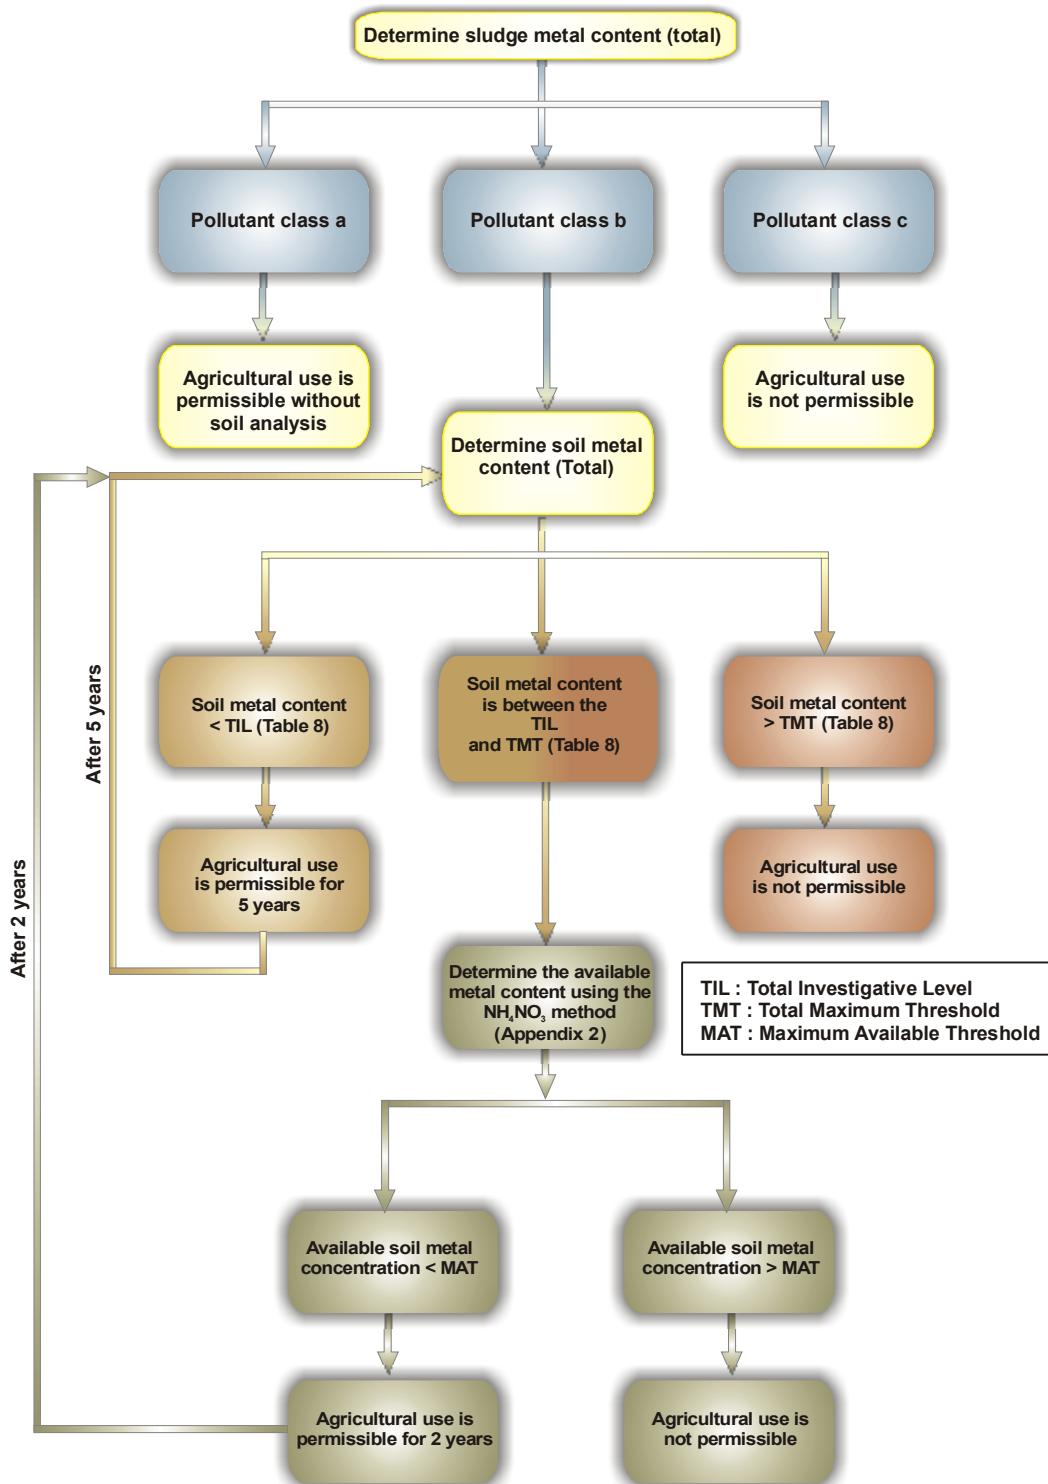 Determine sludge metal content (total)
Pollutant class a
Pollutant class b
Pollutant class c
Agricultural use is
permissible without
soil analysis
Agricultural use
is not permissible
Determine soil metal
content (Total)
After 5 years
After 2 years
Soil metal content
< TIL (Table 8)
Soil metal content
is between the
TIL
and TMT (Table 8)
Soil metal content
> TMT (Table 8)
Agricultural use
is permissible for
5 years
Agricultural use
is not permissible
Determine the available
metal content using the
NH₄NO₃ method
(Appendix 2)
TIL : Total Investigative Level
TMT : Total Maximum Threshold
MAT : Maximum Available Threshold
Available soil metal
concentration < MAT
Available soil metal
concentration > MAT
Agricultural use is
permissible for 2 years
Agricultural use is
not permissible